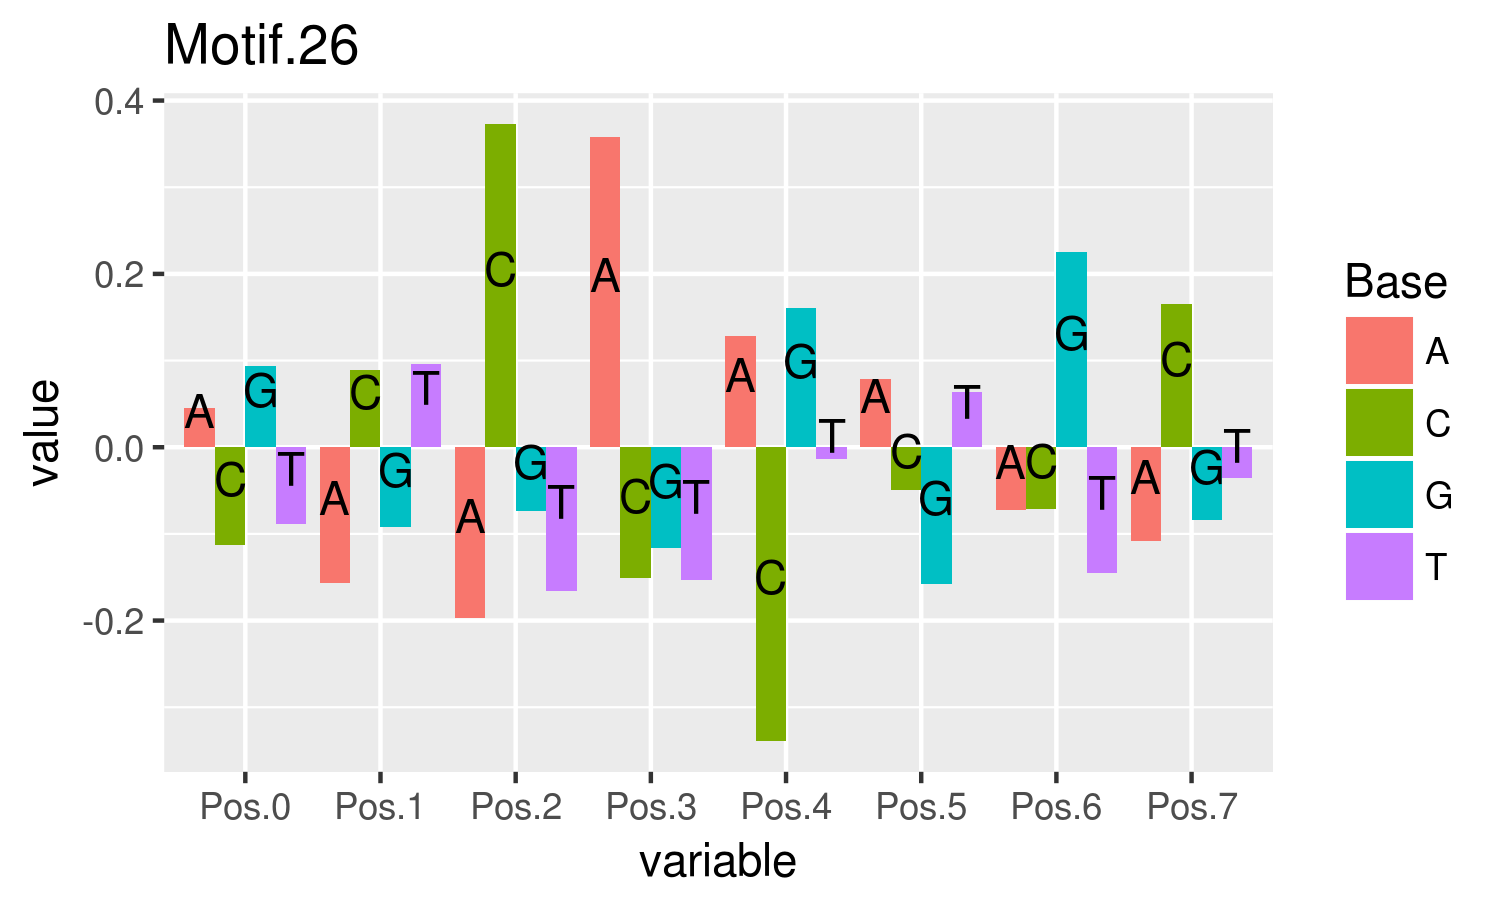 Motif.26
0.4
0.2
0.0
-0.2
value
A C G T A C G T A C G T A C G T A C G T A C G T A C G T A C G T
Pos.0 Pos.1 Pos.2 Pos.3 Pos.4 Pos.5 Pos.6 Pos.7
variable
Base
A
C
G
T